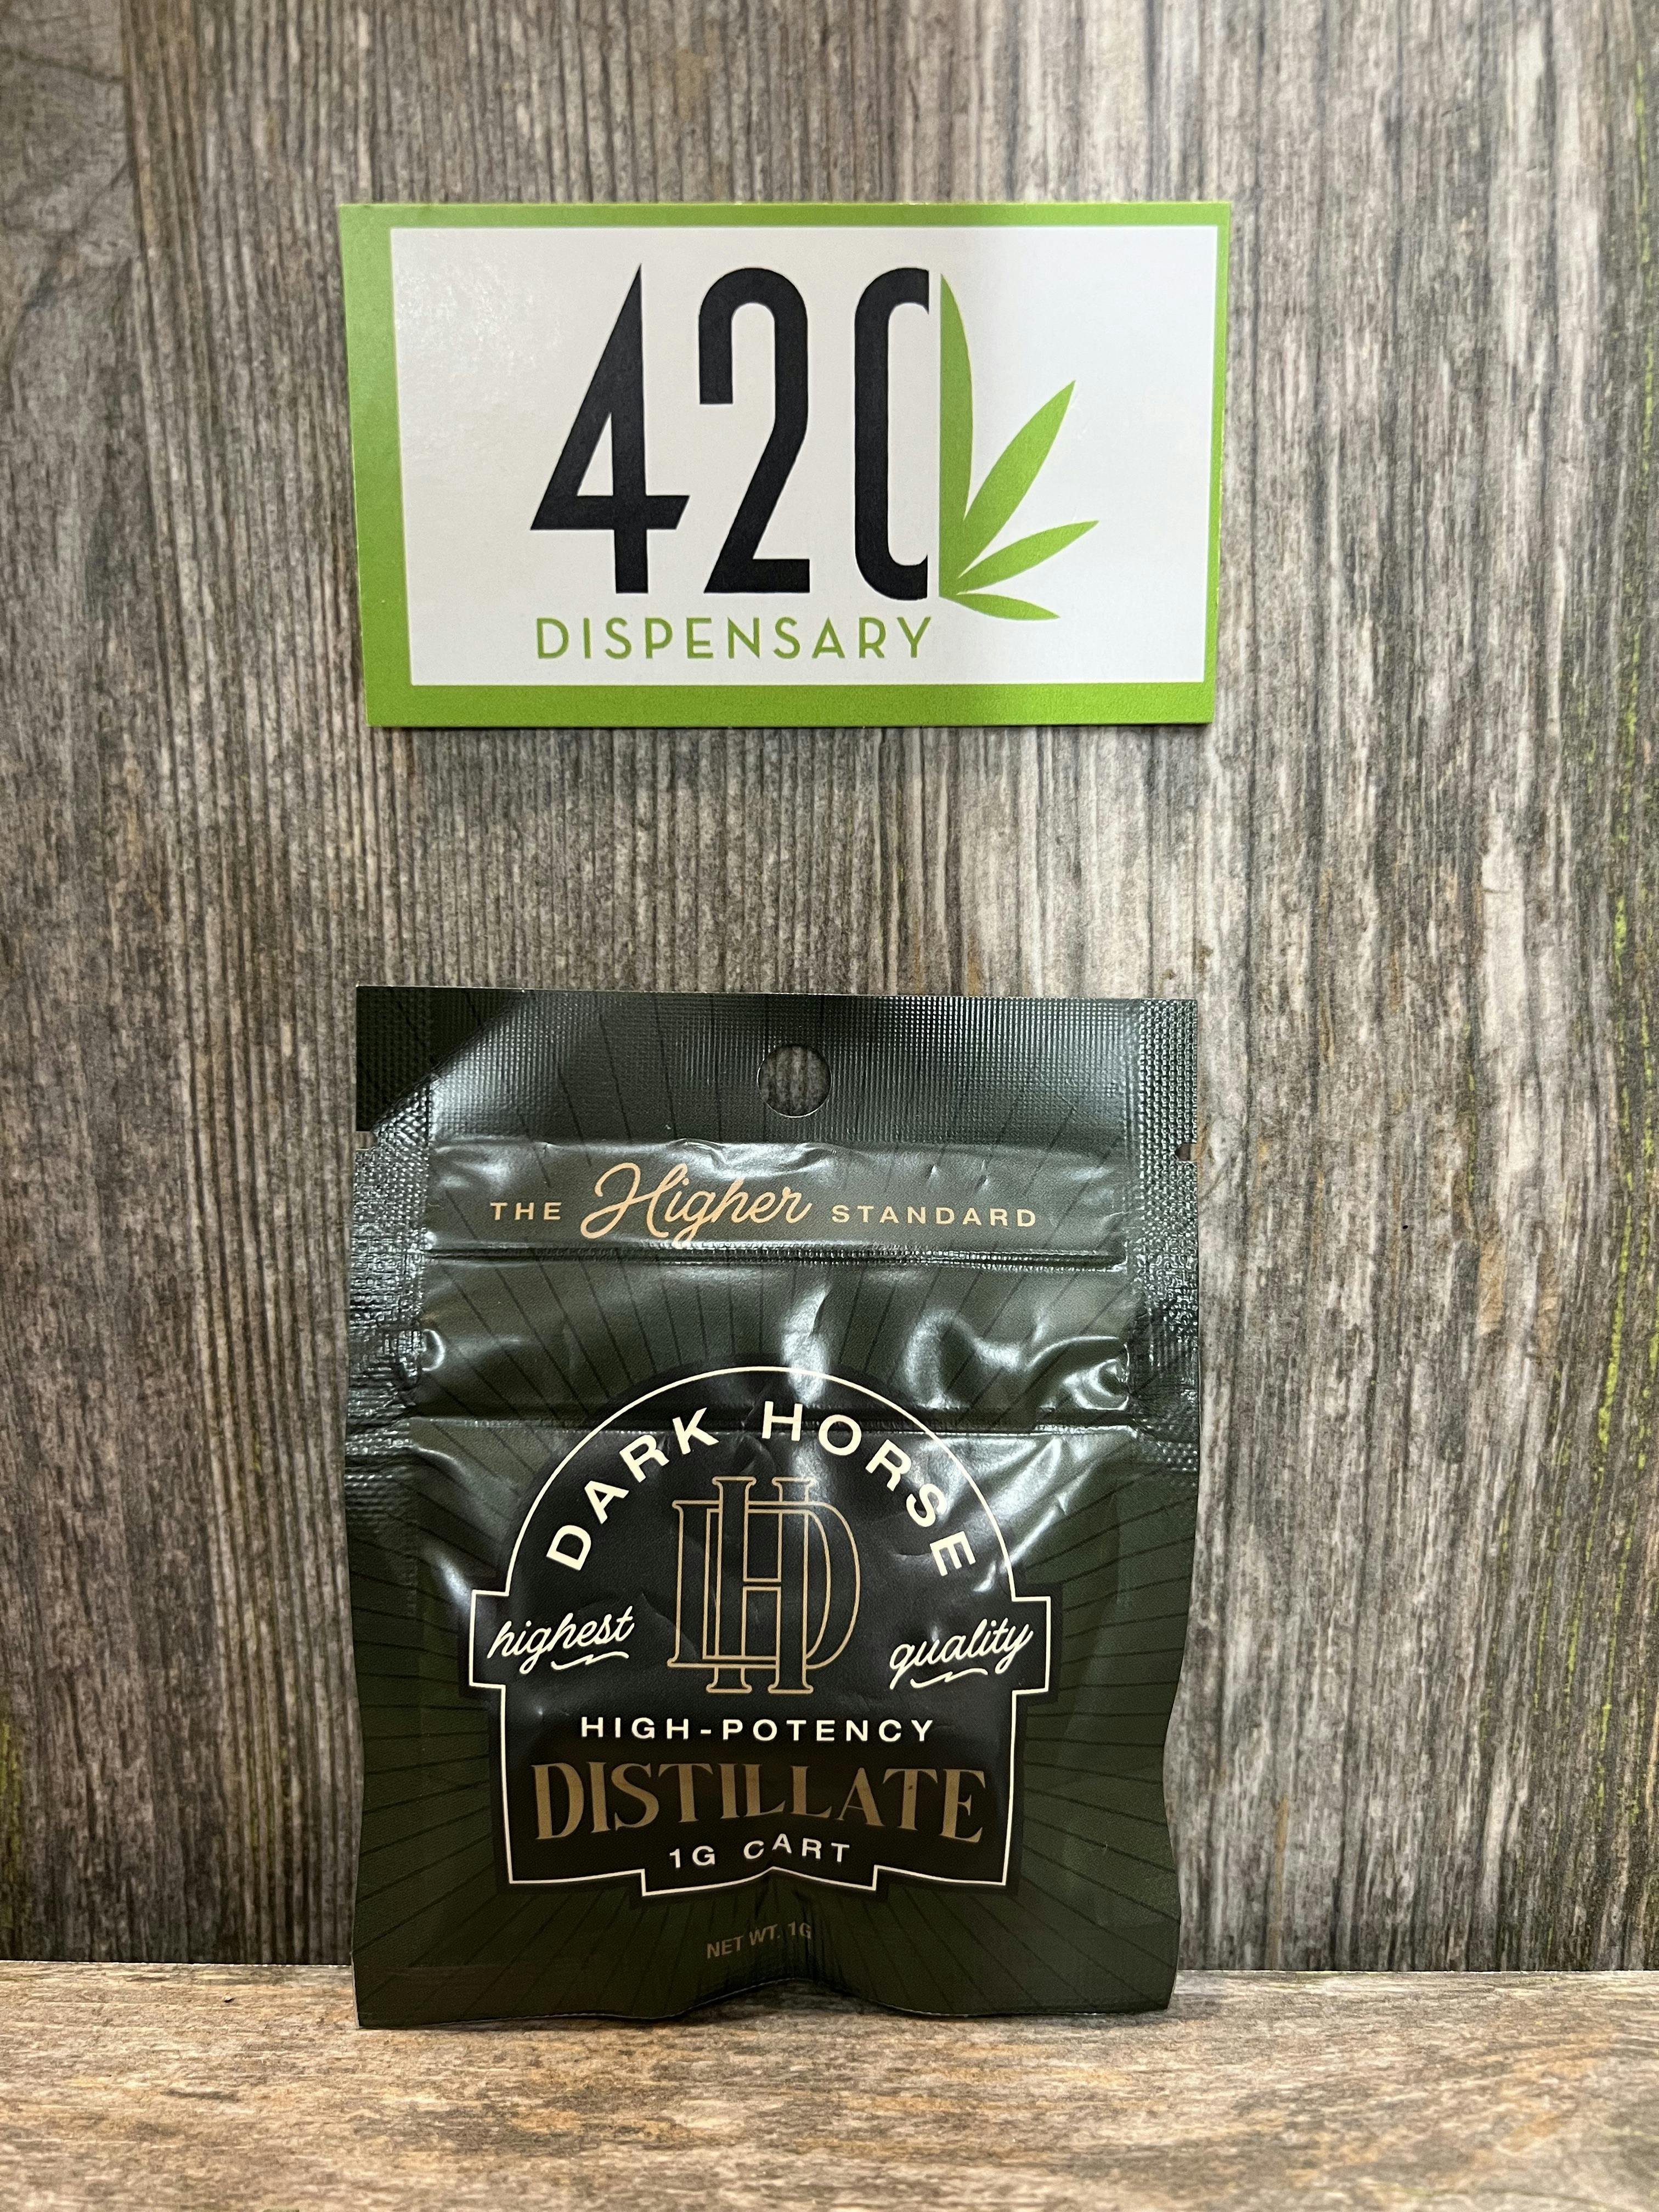 420
DISPENSARY
THE Higher STANDARD
DARK HORSE
DH
highest quality
HIGH-POTENCY
DISTILLATE
1G CART
NET WT. 1G